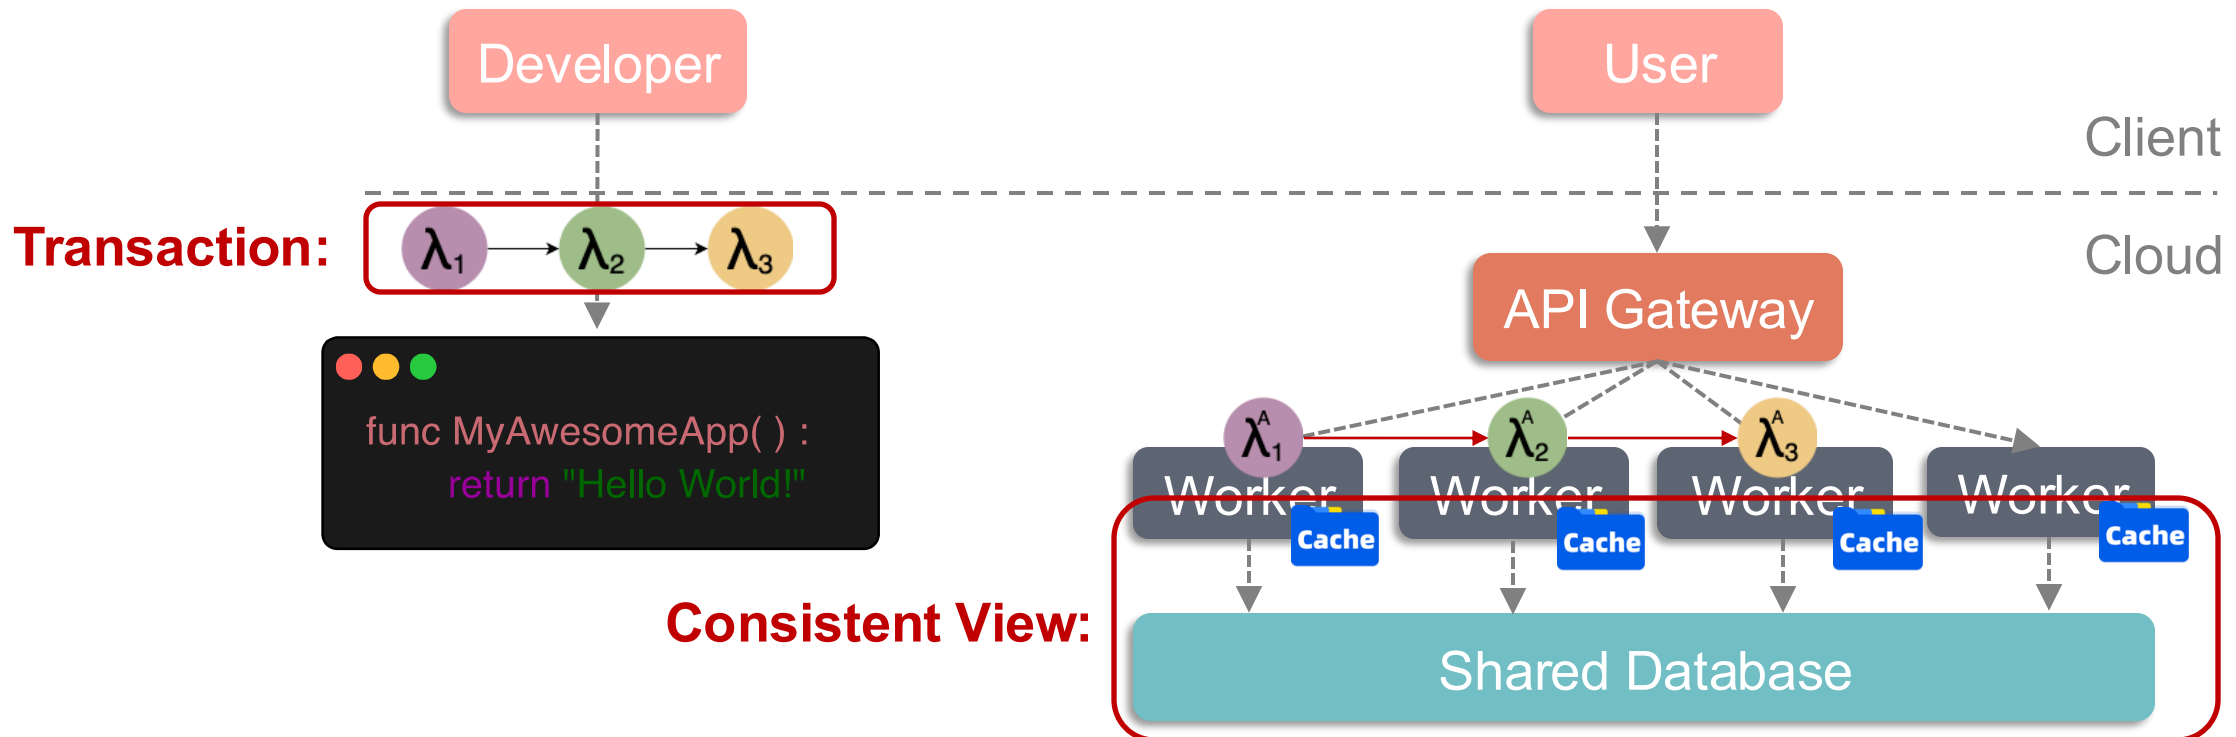 Developer
User
Client
Transaction:
λ1 λ2 λ3
Cloud
API Gateway
func MyAwesomeApp( ) :
return "Hello World!"
λ1^A λ2^A λ3^A
Worker Worker Worker Worker
Cache Cache Cache Cache
Consistent View:
Shared Database